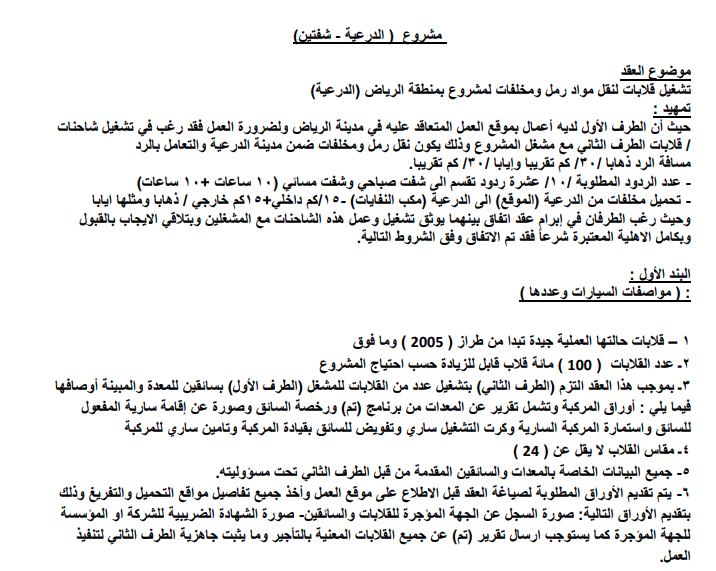 مشروع ( الدرعية - شفتين)
موضوع العقد
تشغيل قلابات لنقل مواد رمل ومخلفات لمشروع بمنطقة الرياض (الدرعية)
تمهيد :
حيث أن الطرف الأول لديه أعمال بموقع العمل المتعاقد عليه في مدينة الرياض ولضرورة العمل فقد رغب في تشغيل شاحنات
/ قلابات الطرف الثاني مع مشغل المشروع وذلك يكون نقل رمل ومخلفات ضمن مدينة الدرعية والتعامل بالرد
مسافة الرد ذهابا /٣٠/ كم تقريبا وإيابا /٣٠/ كم تقريبا.
- عدد الردود المطلوبة /١٠/ عشرة ردود تقسم الى شفت صباحي وشفت مسائي (١٠ ساعات +١٠ ساعات)
- تحميل مخلفات من الدرعية (الموقع) الى الدرعية (مكب النفايات) -١٥/كم داخلي+١٥كم خارجي / ذهابا ومثلها ايابا
وحيث رغب الطرفان في إبرام عقد اتفاق بينهما يوثق تشغيل وعمل هذه الشاحنات مع المشغلين وبتلاقي الايجاب بالقبول
وبكامل الاهلية المعتبرة شرعاً فقد تم الاتفاق وفق الشروط التالية.
البند الأول :
: ( مواصفات السيارات وعددها )
١ – قلابات حالتها العملية جيدة تبدا من طراز ( 2005 ) وما فوق
٢- عدد القلابات ( 100 ) مائة قلاب قابل للزيادة حسب احتياج المشروع
٣- بموجب هذا العقد التزم (الطرف الثاني) بتشغيل عدد من القلابات للمشغل (الطرف الأول) بسائقين للمعدة والمبينة أوصافها
فيما يلي : أوراق المركبة وتشمل تقرير عن المعدات من برنامج (تم) ورخصة السائق وصورة عن إقامة سارية المفعول
للسائق واستمارة المركبة السارية وكرت التشغيل ساري وتفويض للسائق بقيادة المركبة وتامين ساري للمركبة
٤- مقاس القلاب لا يقل عن ( 24 )
٥- جميع البيانات الخاصة بالمعدات والسائقين المقدمة من قبل الطرف الثاني تحت مسؤوليته.
٦- يتم تقديم الأوراق المطلوبة لصياغة العقد قبل الاطلاع على موقع العمل وأخذ جميع تفاصيل مواقع التحميل والتفريغ وذلك
بتقديم الأوراق التالية: صورة السجل عن الجهة المؤجرة للقلابات والسائقين- صورة الشهادة الضريبية للشركة او المؤسسة
للجهة المؤجرة كما يستوجب ارسال تقرير (تم) عن جميع القلابات المعنية بالتأجير وما يثبت جاهزية الطرف الثاني لتنفيذ
العمل.